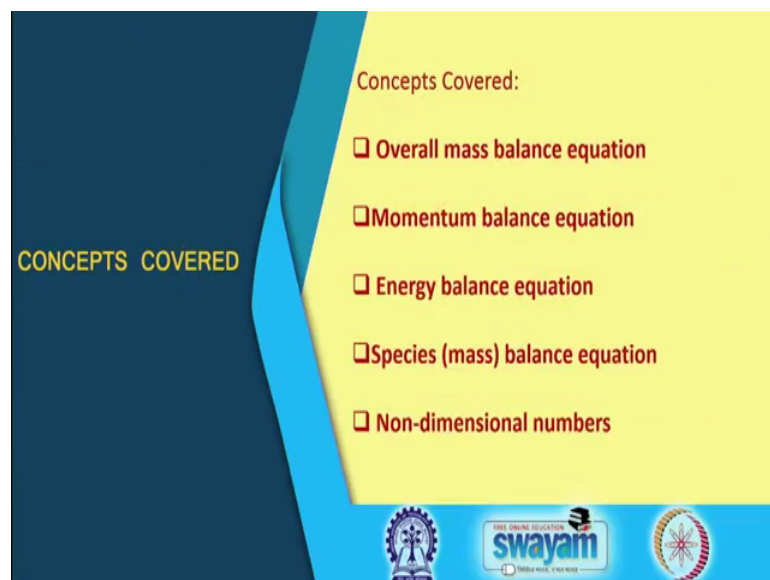 CONCEPTS COVERED
Concepts Covered:
❑ Overall mass balance equation
❑Momentum balance equation
❑ Energy balance equation
❑Species (mass) balance equation
❑ Non-dimensional numbers
FREE ONLINE EDUCATION
swayam